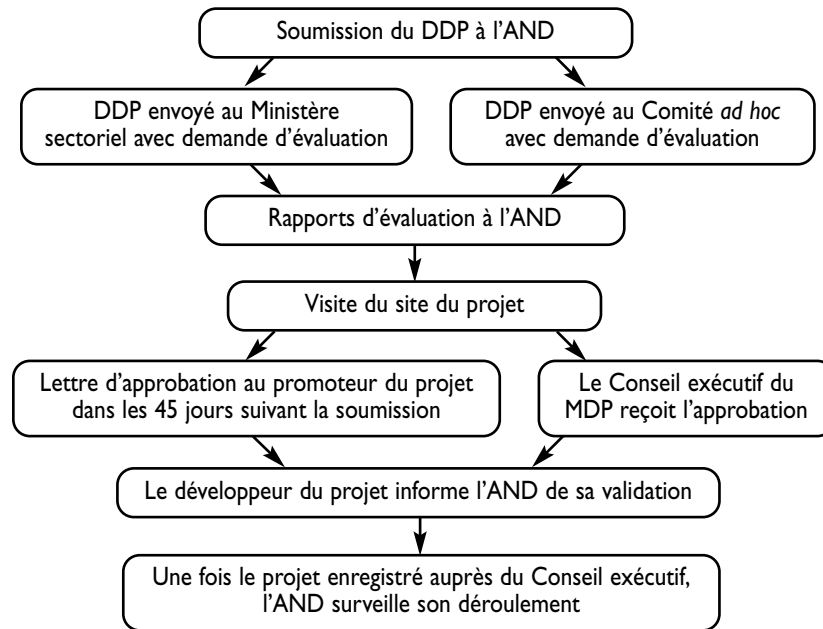 Soumission du DDP à l’AND
DDP envoyé au Ministère
sectoriel avec demande d’évaluation
DDP envoyé au Comité ad hoc
avec demande d’évaluation
Rapports d’évaluation à l’AND
Visite du site du projet
Lettre d’approbation au promoteur du projet
dans les 45 jours suivant la soumission
Le Conseil exécutif du
MDP reçoit l’approbation
Le développeur du projet informe l’AND de sa validation
Une fois le projet enregistré auprès du Conseil exécutif,
l’AND surveille son déroulement